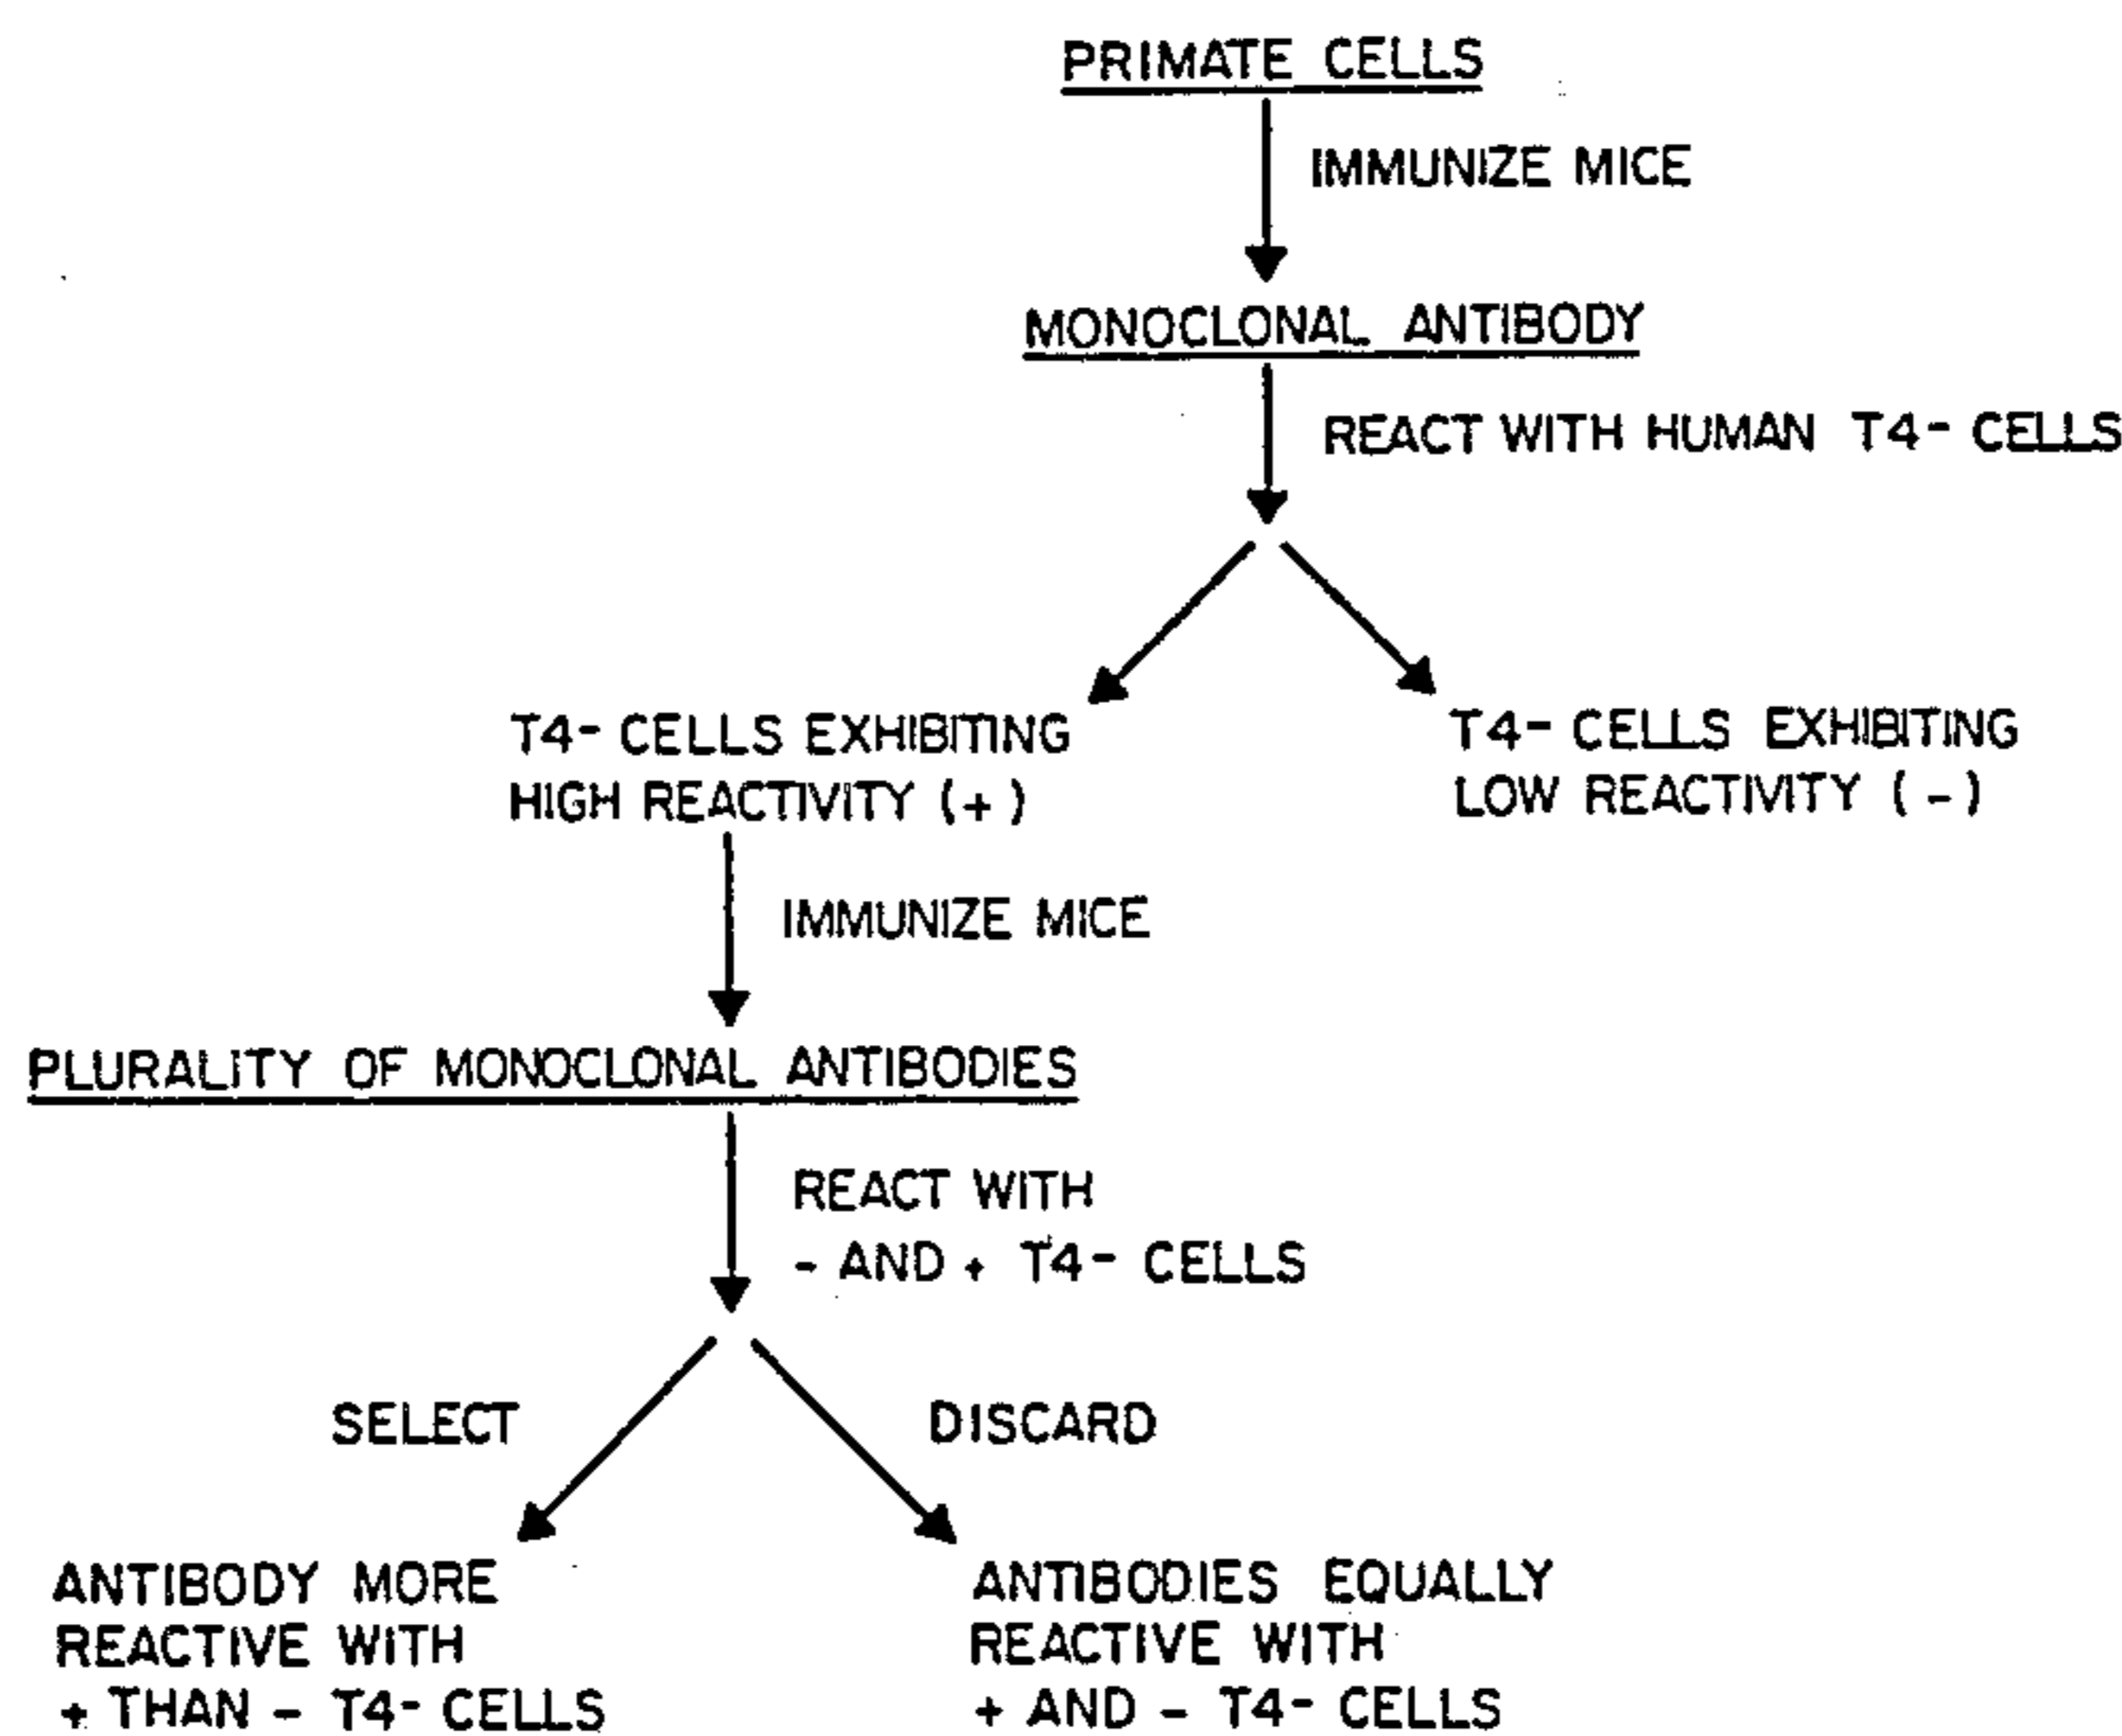 PRIMATE CELLS
IMMUNIZE MICE
MONOCLONAL ANTIBODY
REACT WITH HUMAN T4- CELLS
T4- CELLS EXHIBITING
HIGH REACTIVITY (+)
T4- CELLS EXHIBITING
LOW REACTIVITY (-)
IMMUNIZE MICE
PLURALITY OF MONOCLONAL ANTIBODIES
REACT WITH
- AND + T4- CELLS
SELECT
DISCARD
ANTIBODY MORE
REACTIVE WITH
+ THAN - T4- CELLS
ANTIBODIES EQUALLY
REACTIVE WITH
+ AND - T4- CELLS